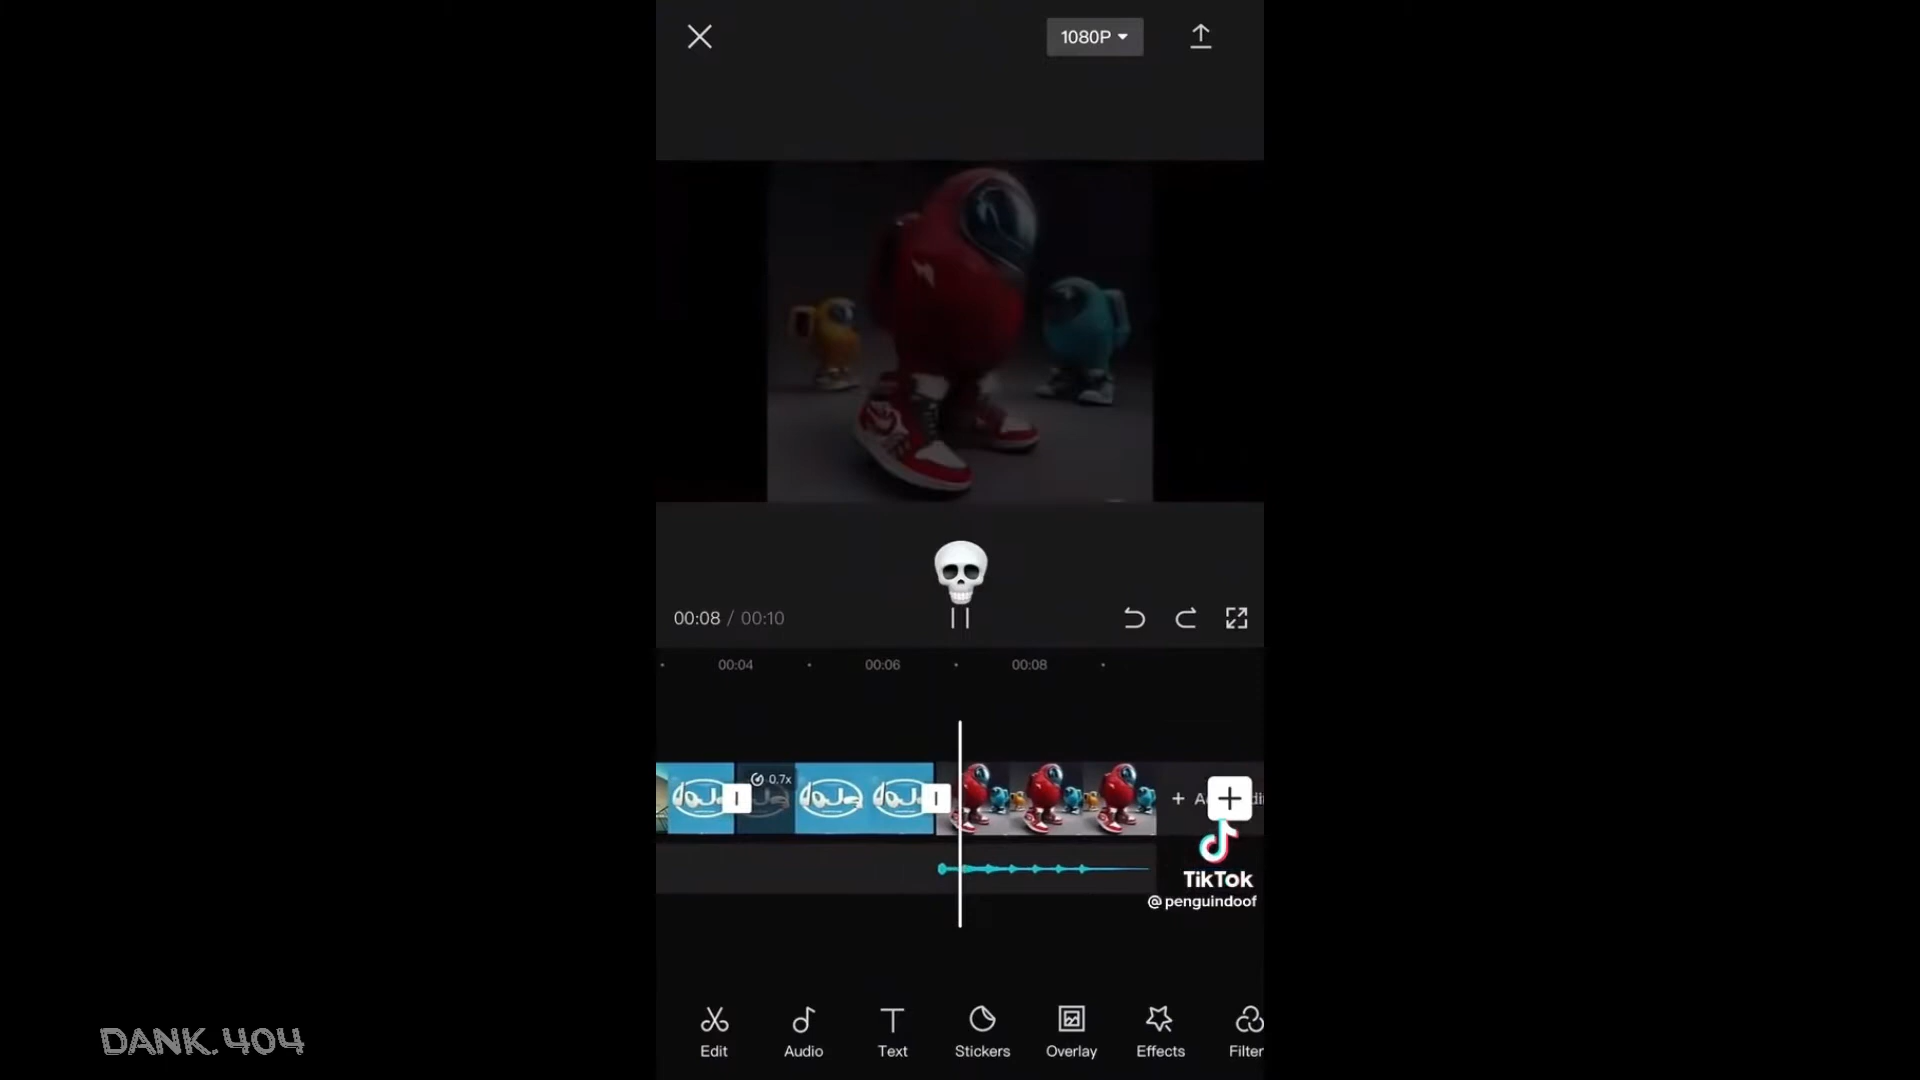 1080P
00:08 / 00:10
00:04
00:06
00:08
0.7x
TikTok
@penguindoof
Edit
Audio
Text
Stickers
Overlay
Effects
Filter
DANK.404